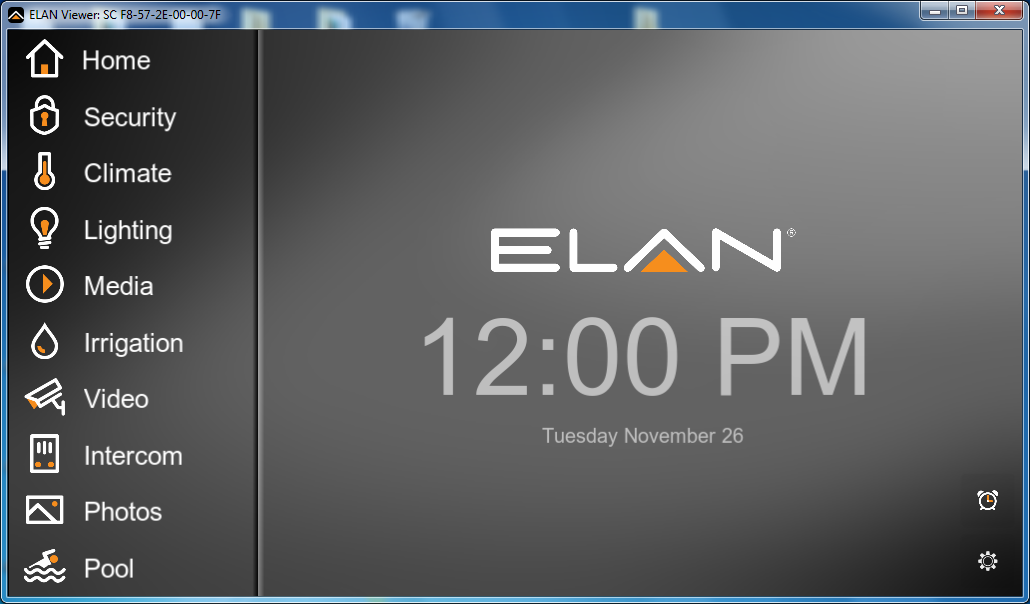 ELAN Viewer: SC F8-57-2E-00-00-7F
Home
Security
Climate
Lighting
Media
Irrigation
Video
Intercom
Photos
Pool
ELAN®
12:00 PM
Tuesday November 26